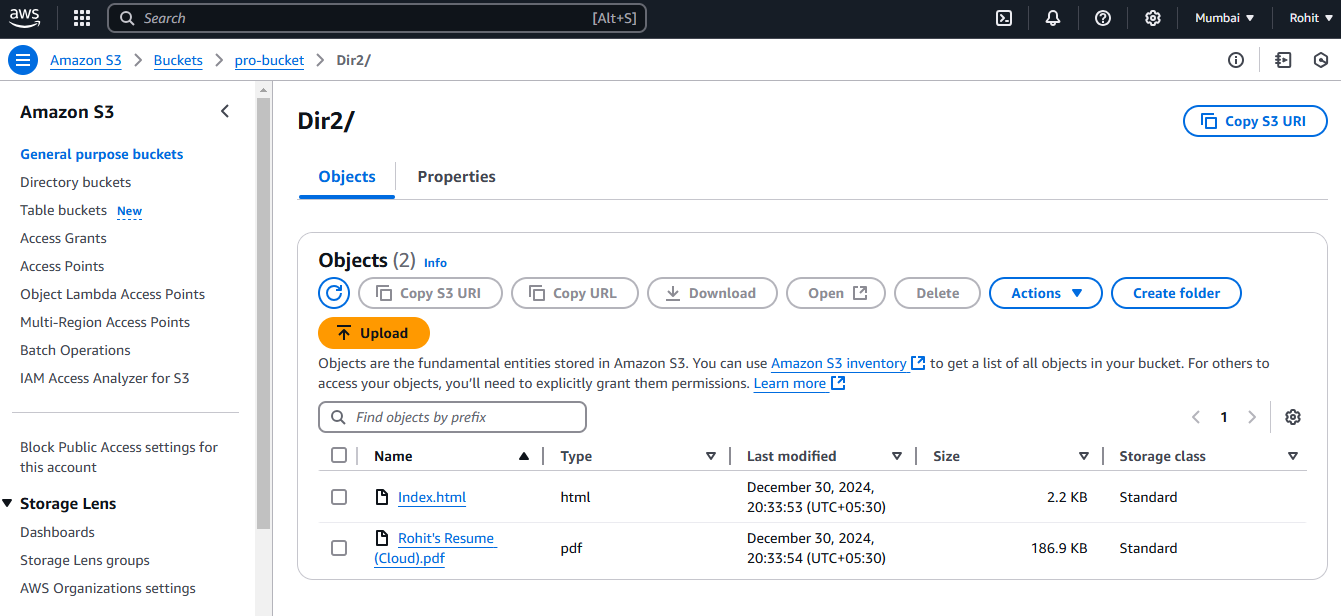 aws
Search [Alt+S] Mumbai Rohit
Amazon S3 Buckets pro-bucket Dir2/
Amazon S3
General purpose buckets
Directory buckets
Table buckets New
Access Grants
Access Points
Object Lambda Access Points
Multi-Region Access Points
Batch Operations
IAM Access Analyzer for S3
Block Public Access settings for
this account
Storage Lens
Dashboards
Storage Lens groups
AWS Organizations settings
Dir2/
Copy S3 URI
Objects Properties
Objects (2) Info
Copy S3 URI Copy URL Download Open Delete Actions Create folder
Upload
Objects are the fundamental entities stored in Amazon S3. You can use Amazon S3 inventory to get a list of all objects in your bucket. For others to
access your objects, you’ll need to explicitly grant them permissions. Learn more
Find objects by prefix
1
Name Type Last modified Size Storage class
Index.html html December 30, 2024, 2.2 KB Standard
20:33:53 (UTC+05:30)
Rohit's Resume pdf December 30, 2024, 186.9 KB Standard
(Cloud).pdf 20:33:54 (UTC+05:30)